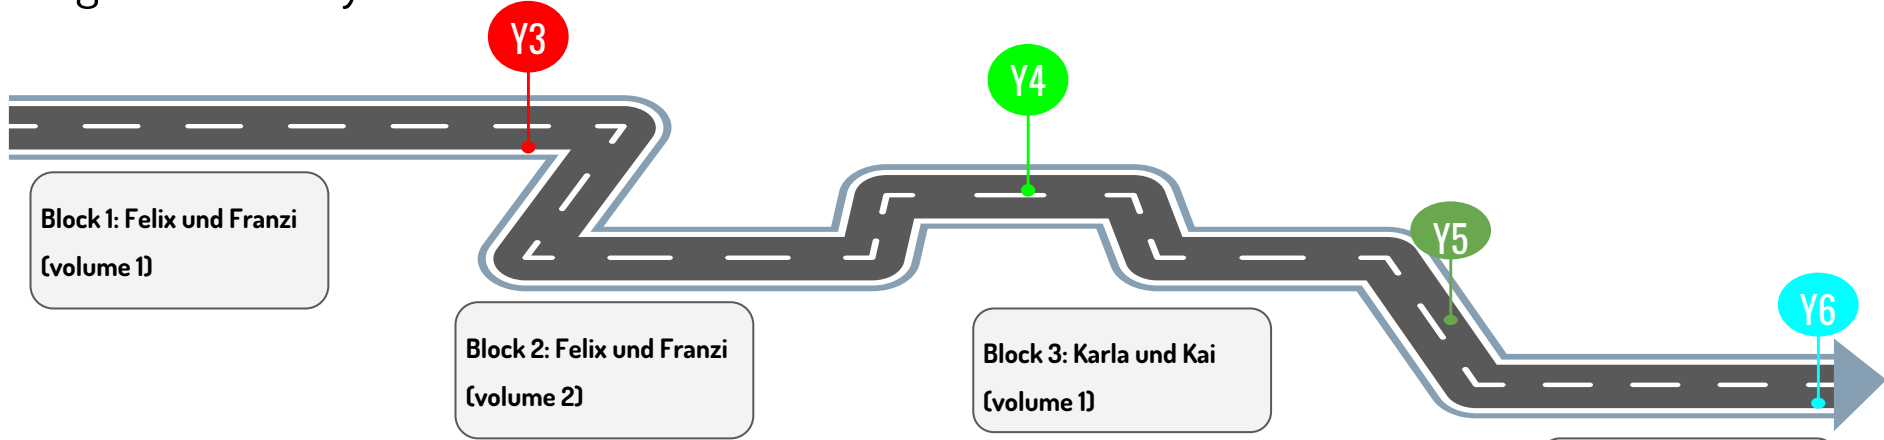 Y3
Y4
Block 1: Felix und Franzi
(volume 1)
Y5
Y6
Block 2: Felix und Franzi
(volume 2)
Block 3: Karla und Kai
(volume 1)